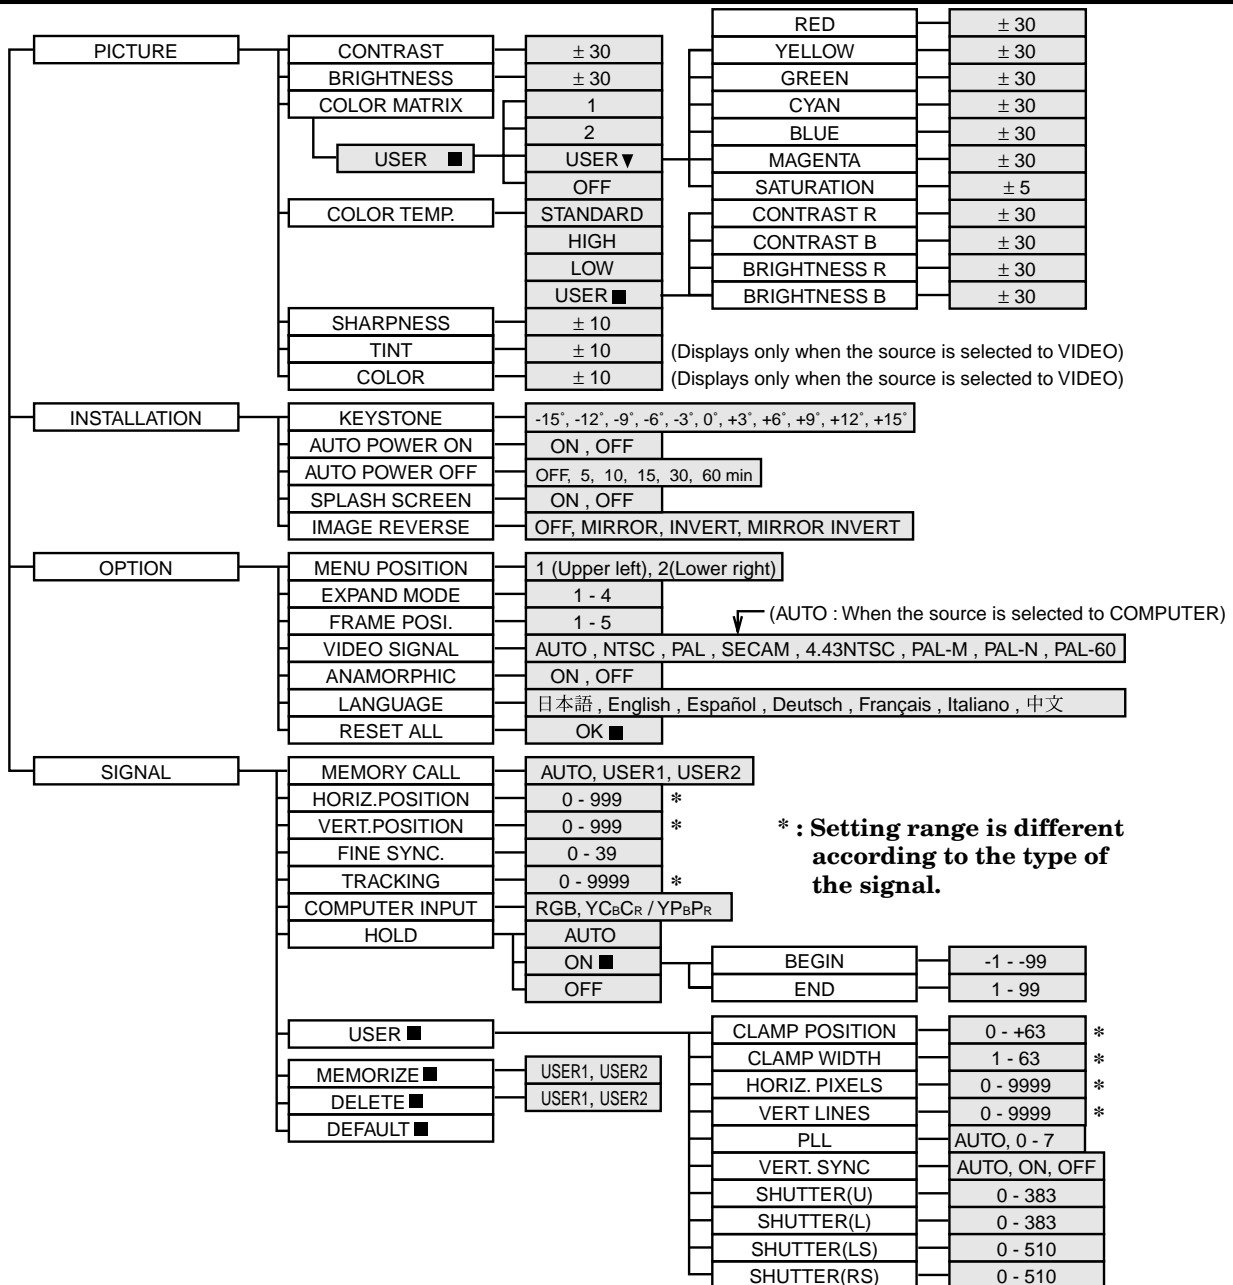 RED ± 30
PICTURE CONTRAST ± 30 YELLOW ± 30
BRIGHTNESS ± 30 GREEN ± 30
COLOR MATRIX 1 CYAN ± 30
2 BLUE ± 30
USER ■ USER▼ MAGENTA ± 30
OFF SATURATION ± 5
COLOR TEMP. STANDARD CONTRAST R ± 30
HIGH CONTRAST B ± 30
LOW BRIGHTNESS R ± 30
USER■ BRIGHTNESS B ± 30
SHARPNESS ± 10
TINT ± 10 (Displays only when the source is selected to VIDEO)
COLOR ± 10 (Displays only when the source is selected to VIDEO)
INSTALLATION KEYSTONE -15°, -12°, -9°, -6°, -3°, 0°, +3°, +6°, +9°, +12°, +15°
AUTO POWER ON ON , OFF
AUTO POWER OFF OFF, 5, 10, 15, 30, 60 min
SPLASH SCREEN ON , OFF
IMAGE REVERSE OFF, MIRROR, INVERT, MIRROR INVERT
OPTION MENU POSITION 1 (Upper left), 2(Lower right)
EXPAND MODE 1 - 4
FRAME POSI. 1 - 5 (AUTO : When the source is selected to COMPUTER)
VIDEO SIGNAL AUTO , NTSC , PAL , SECAM , 4.43NTSC , PAL-M , PAL-N , PAL-60
ANAMORPHIC ON , OFF
LANGUAGE 日本語 , English , Español , Deutsch , Français , Italiano , 中文
RESET ALL OK ■
SIGNAL MEMORY CALL AUTO, USER1, USER2
HORIZ.POSITION 0 - 999 *
VERT.POSITION 0 - 999 *
FINE SYNC. 0 - 39
TRACKING 0 - 9999 *
* : Setting range is different
according to the type of
the signal.
COMPUTER INPUT RGB, YCBCR / YPBPR
HOLD AUTO
ON ■ BEGIN -1 - -99
OFF END 1 - 99
USER ■ CLAMP POSITION 0 - +63 *
CLAMP WIDTH 1 - 63 *
MEMORIZE■ USER1, USER2 HORIZ. PIXELS 0 - 9999 *
DELETE■ USER1, USER2 VERT LINES 0 - 9999 *
DEFAULT■ PLL AUTO, 0 - 7
VERT. SYNC AUTO, ON, OFF
SHUTTER(U) 0 - 383
SHUTTER(L) 0 - 383
SHUTTER(LS) 0 - 510
SHUTTER(RS) 0 - 510